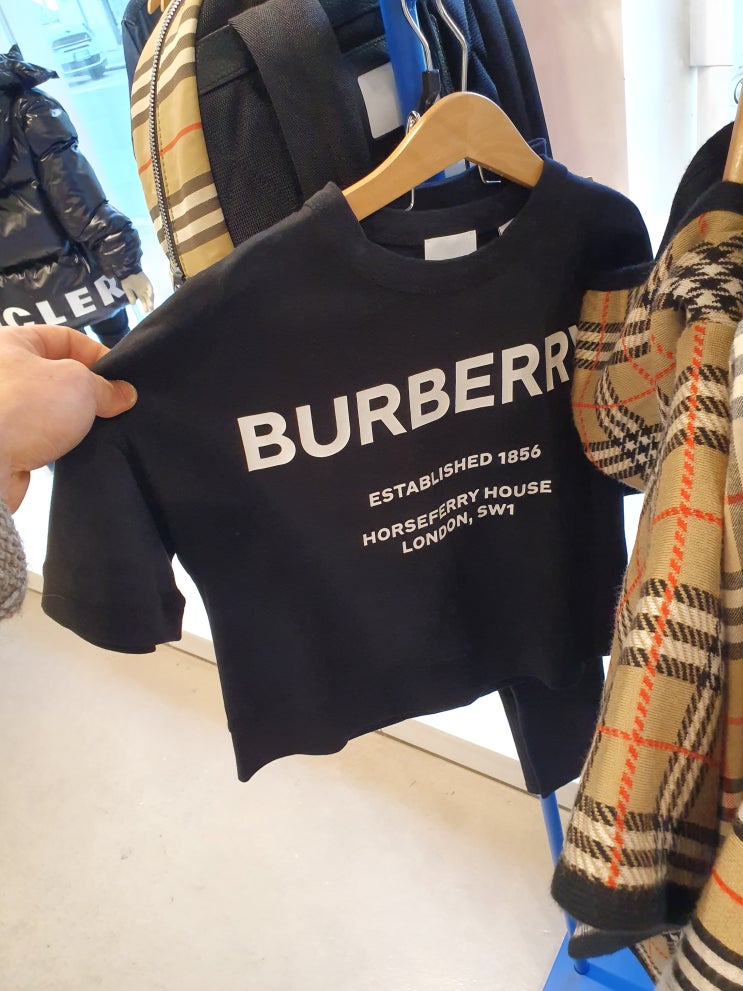 CLER
BURBERRY
ESTABLISHED 1856
HORSEFERRY HOUSE
LONDON, SW1